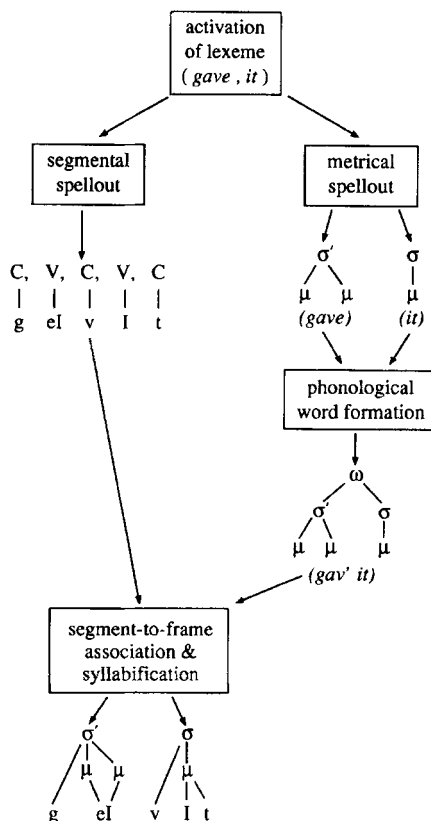 activation
of lexeme
( gave , it )
segmental
spellout
metrical
spellout
C, V, C, V, C
g eI v I t
σ′ σ
μ μ μ
(gave) (it)
phonological
word formation
ω
σ′ σ
μ μ μ
(gav' it)
segment-to-frame
association &
syllabification
σ′ σ
μ μ μ
g eI v I t